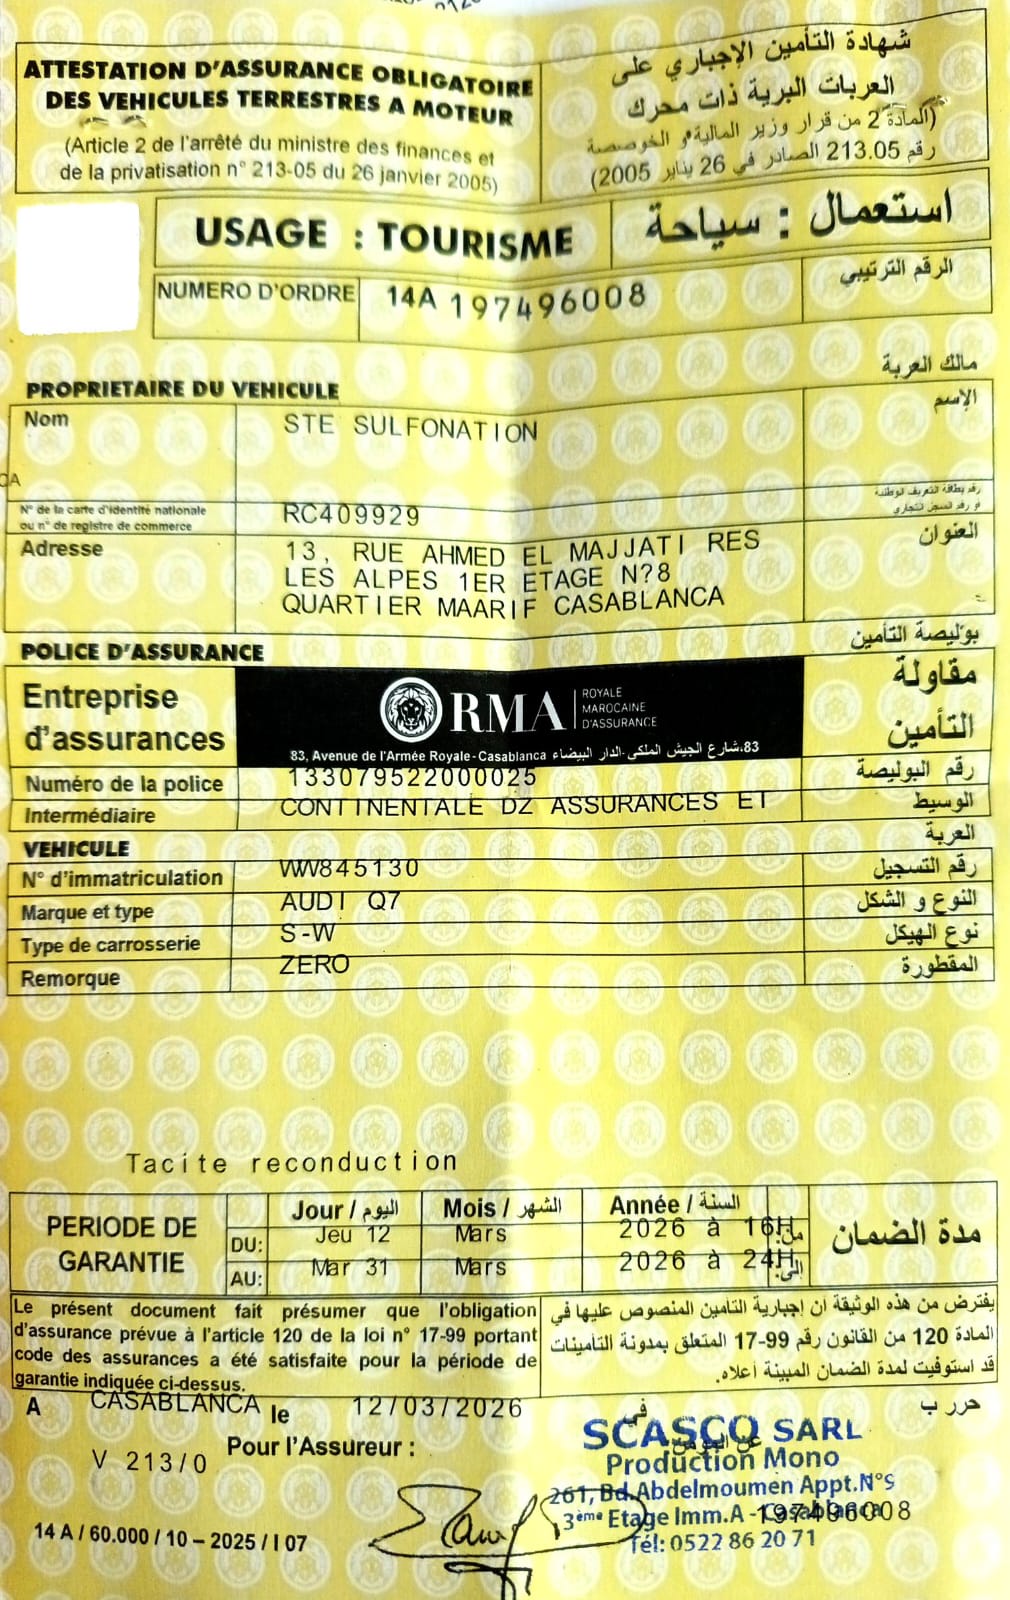 ATTESTATION D'ASSURANCE OBLIGATOIRE
DES VEHICULES TERRESTRES A MOTEUR
(Article 2 de l'arrêté du ministre des finances et
de la privatisation n° 213-05 du 26 janvier 2005)
شهادة التأمين الإجباري على
العربات البرية ذات محرك
(المادة 2 من قرار وزير المالية و الخوصصة
رقم 213.05 الصادر في 26 يناير 2005)
USAGE : TOURISME
استعمال : سياحة
NUMERO D'ORDRE 14A 197496008 الرقم الترتيبي
PROPRIETAIRE DU VEHICULE مالك العربة
Nom STE SULFONATION الإسم
CA
N° de la carte d'identité nationale رقم بطاقة التعريف الوطنية
ou n° de registre de commerce RC409929 أو رقم السجل التجاري
Adresse 13, RUE AHMED EL MAJJATI RES العنوان
LES ALPES 1ER ETAGE N?8
QUARTIER MAARIF CASABLANCA
POLICE D'ASSURANCE بوليصة التأمين
Entreprise
d'assurances
RMA
ROYALE
MAROCAINE
D'ASSURANCE
83, Avenue de l'Armée Royale - Casablanca 83،شارع الجيش الملكي-الدار البيضاء
مقاولة
التأمين
Numéro de la police 133079522000025 رقم البوليصة
Intermédiaire CONTINENTALE DZ ASSURANCES ET الوسيط
VEHICULE العربة
N° d'immatriculation WW845130 رقم التسجيل
Marque et type AUDI Q7 النوع و الشكل
Type de carrosserie S-W نوع الهيكل
Remorque ZERO المقطورة
Tacite reconduction
PERIODE DE
GARANTIE
Jour / اليوم Mois / الشهر Année / السنة
DU: Jeu 12 Mars 2026 à 16H من:
AU: Mar 31 Mars 2026 à 24H إلى:
مدة الضمان
Le présent document fait présumer que l'obligation
d'assurance prévue à l'article 120 de la loi n° 17-99 portant
code des assurances a été satisfaite pour la période de
garantie indiquée ci-dessus.
يفترض من هذه الوثيقة ان إجبارية التأمين المنصوص عليها في
المادة 120 من القانون رقم 99-17 المتعلق بمدونة التأمينات
قد استوفيت لمدة الضمان المبينة أعلاه.
A CASABLANCA le 12/03/2026 في حرر ب
Pour l'Assureur :
V 213/0
SCASCO SARL
Production Mono
261, Bd.Abdelmoumen Appt.N°S
3ème Etage Imm.A - Casablanca
Tél: 0522 86 20 71
197496008
14 A / 60.000 / 10 – 2025 / I 07